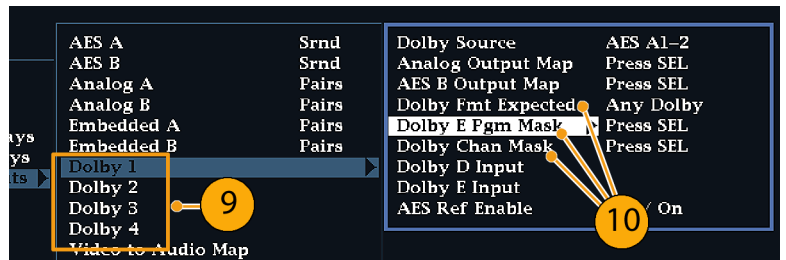 AES A Srnd
AES B Srnd
Analog A Pairs
Analog B Pairs
Embedded A Pairs
Embedded B Pairs
Dolby 1
Dolby 2
Dolby 3
Dolby 4
Video to Audio Map
9
Dolby Source AES A1-2
Analog Output Map Press SEL
AES B Output Map Press SEL
Dolby Fmt Expected Any Dolby
Dolby E Pgm Mask Press SEL
Dolby Chan Mask Press SEL
Dolby D Input
Dolby E Input
AES Ref Enable / On
10